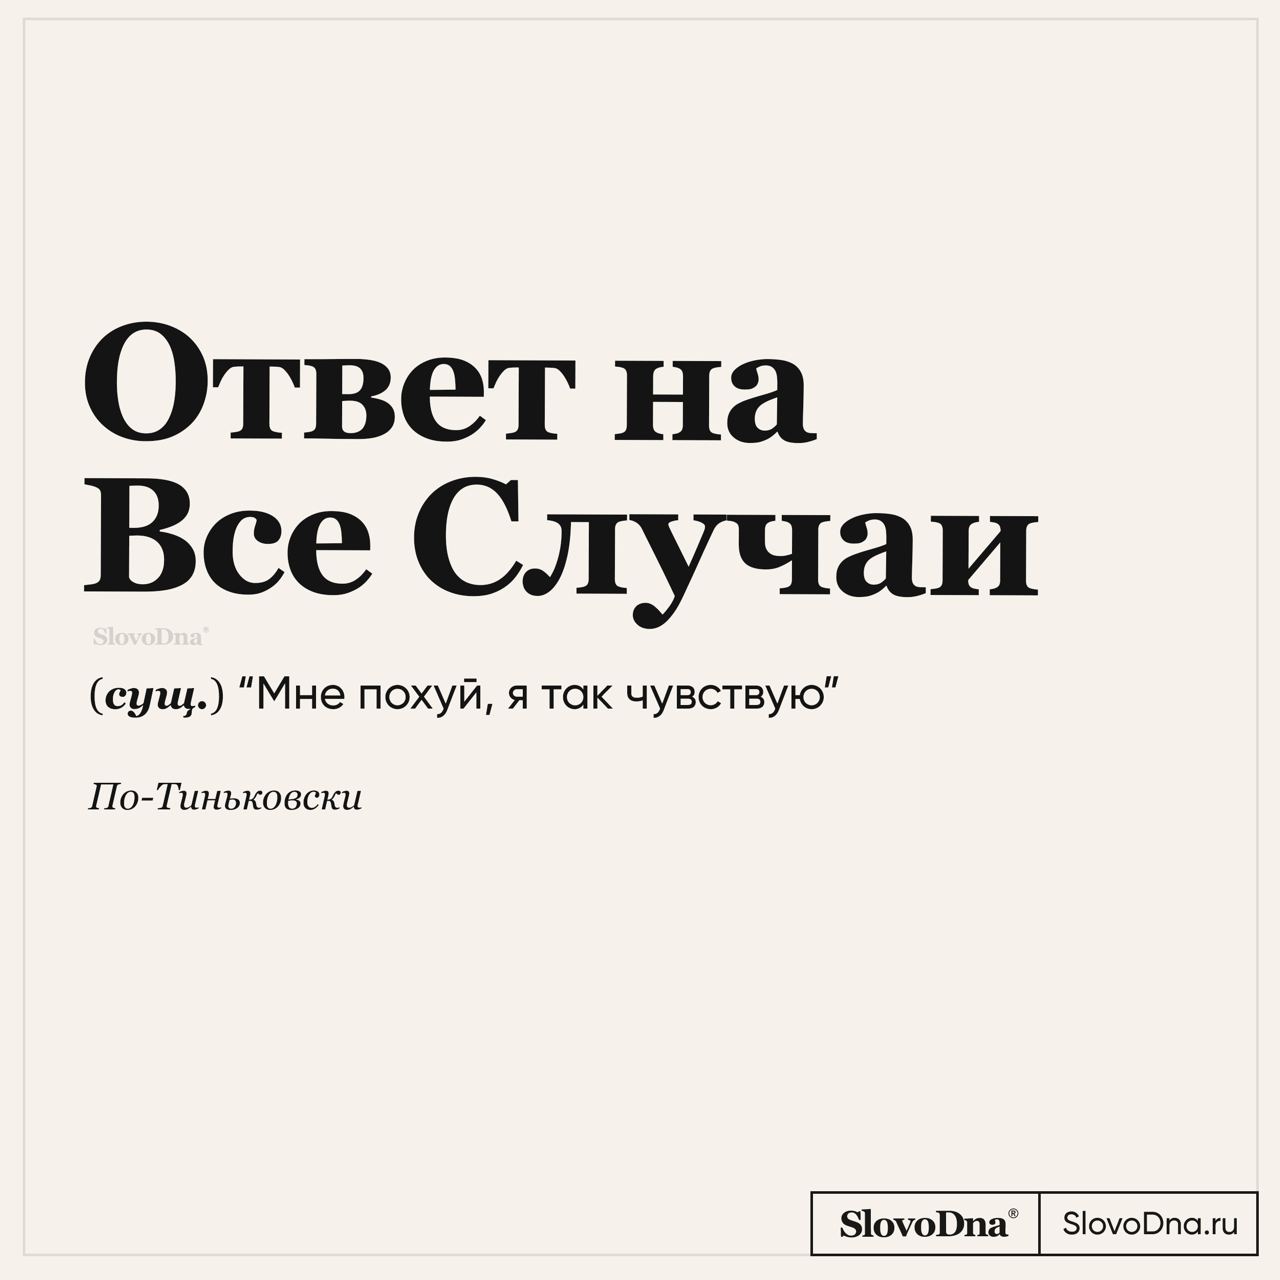 Ответ на
Все Случаи
SlovoDna®
(сущ.) “Мне похуй, я так чувствую”
По-Тиньковски
SlovoDna® SlovoDna.ru